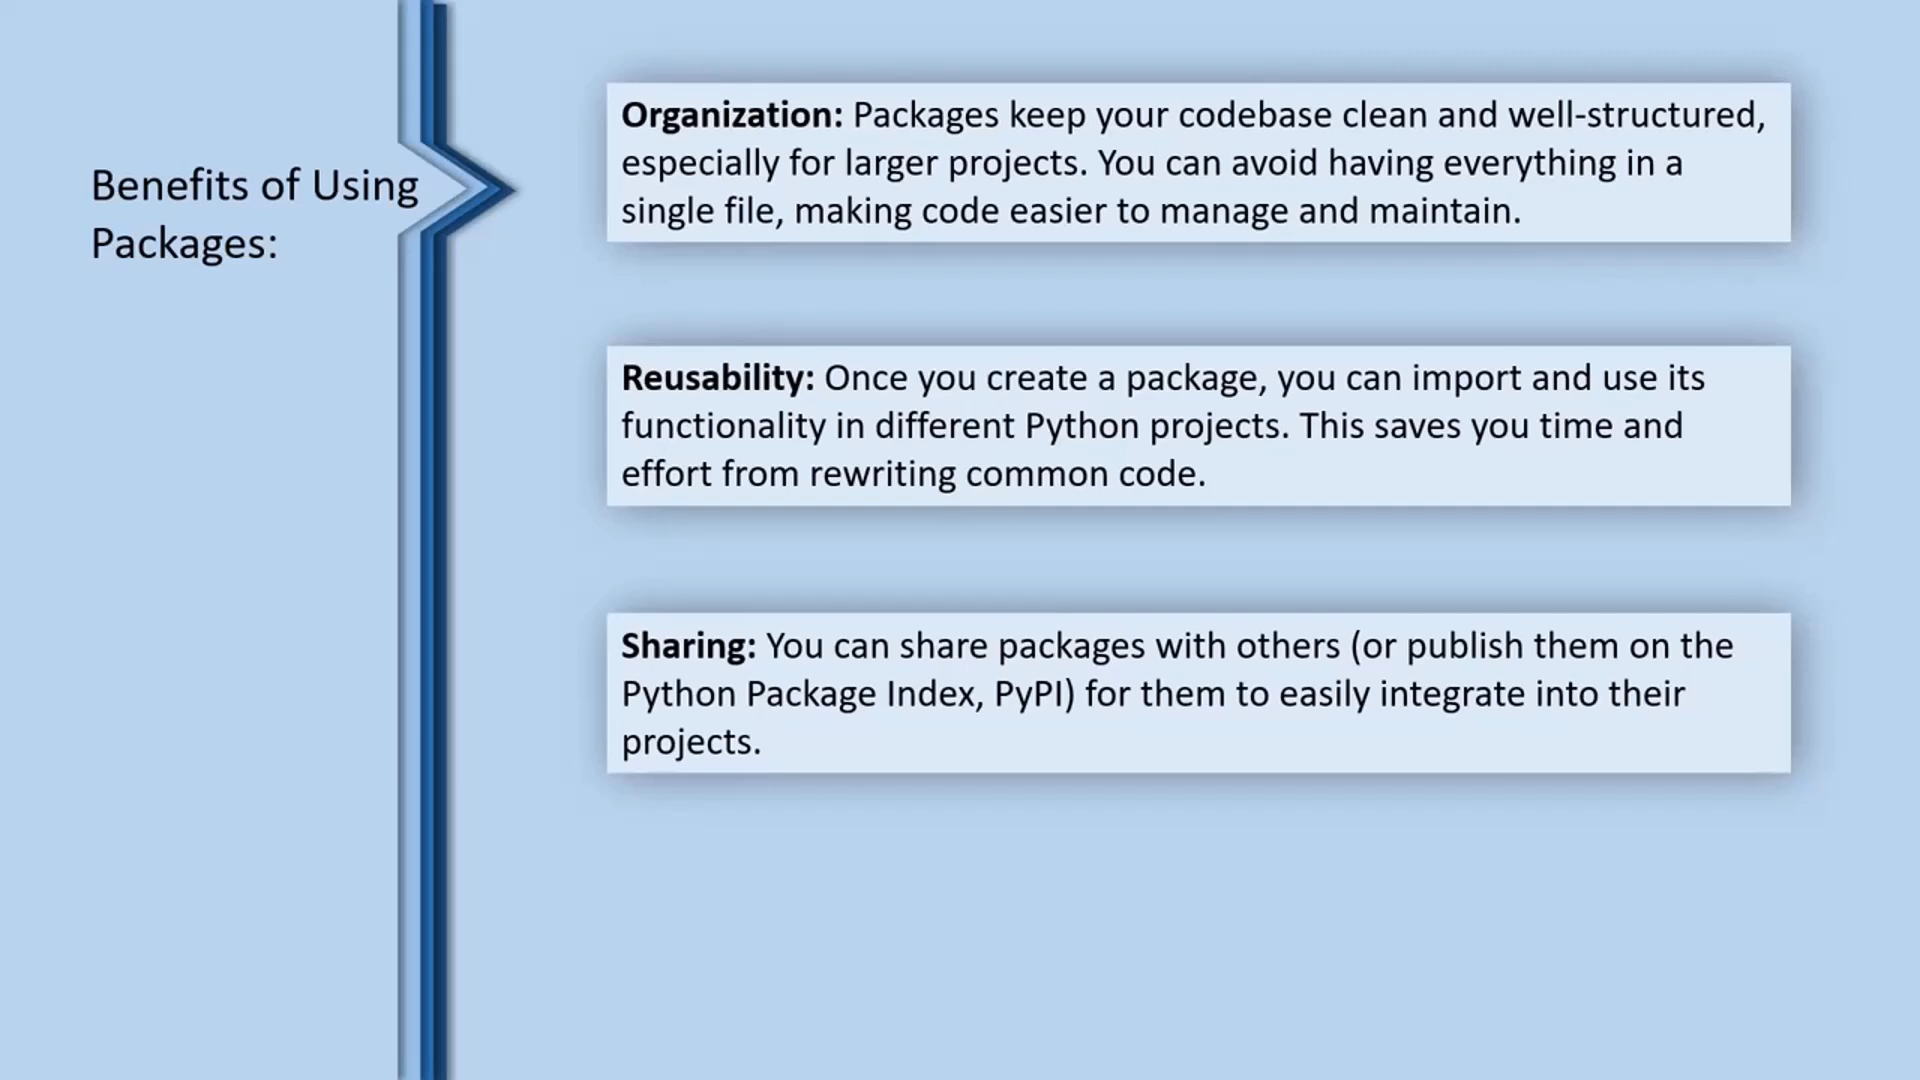 Benefits of Using
Packages:
Organization: Packages keep your codebase clean and well-structured,
especially for larger projects. You can avoid having everything in a
single file, making code easier to manage and maintain.
Reusability: Once you create a package, you can import and use its
functionality in different Python projects. This saves you time and
effort from rewriting common code.
Sharing: You can share packages with others (or publish them on the
Python Package Index, PyPI) for them to easily integrate into their
projects.